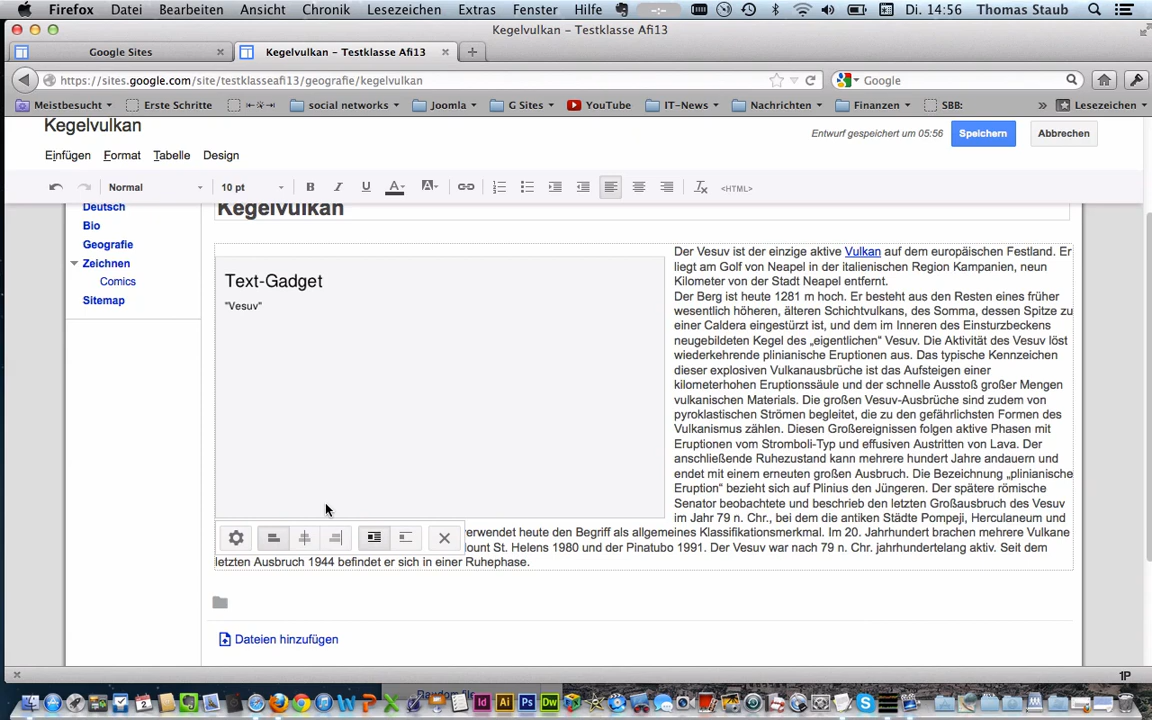 Firefox Datei Bearbeiten Ansicht Chronik Lesezeichen Extras Fenster Hilfe Di. 14:56 Thomas Staub
Kegelvulkan – Testklasse Afi13
Google Sites Kegelvulkan – Testklasse Afi13
https://sites.google.com/site/testklasseafi13/geografie/kegelvulkan Google
Meistbesucht Erste Schritte social networks Joomla G Sites YouTube IT-News Nachrichten Finanzen SBB: » Lesezeichen
Kegelvulkan
Entwurf gespeichert um 05:56 Speichern Abbrechen
Einfügen Format Tabelle Design
Normal 10 pt B I U A A <HTML>
Deutsch
Bio
Geografie
Zeichnen
Comics
Sitemap
Kegelvulkan
Text-Gadget
"Vesuv"
Der Vesuv ist der einzige aktive Vulkan auf dem europäischen Festland. Er
liegt am Golf von Neapel in der italienischen Region Kampanien, neun
Kilometer von der Stadt Neapel entfernt.
Der Berg ist heute 1281 m hoch. Er besteht aus den Resten eines früher
wesentlich höheren, älteren Schichtvulkans, des Somma, dessen Spitze zu
einer Caldera eingestürzt ist, und dem im Inneren des Einsturzbeckens
neugebildeten Kegel des „eigentlichen“ Vesuv. Die Aktivität des Vesuv löst
wiederkehrende plinianische Eruptionen aus. Das typische Kennzeichen
dieser explosiven Vulkanausbrüche ist das Aufsteigen einer
kilometerhohen Eruptionssäule und der schnelle Ausstoß großer Mengen
vulkanischen Materials. Die großen Vesuv-Ausbrüche sind zudem von
pyroklastischen Strömen begleitet, die zu den gefährlichsten Formen des
Vulkanismus zählen. Diesen Großereignissen folgen aktive Phasen mit
Eruptionen vom Stromboli-Typ und effusiven Austritten von Lava. Der
anschließende Ruhezustand kann mehrere hundert Jahre andauern und
endet mit einem erneuten großen Ausbruch. Die Bezeichnung „plinianische
Eruption“ bezieht sich auf Plinius den Jüngeren. Der spätere römische
Senator beobachtete und beschrieb den letzten Großausbruch des Vesuv
im Jahr 79 n. Chr., bei dem die antiken Städte Pompeji, Herculaneum und
verwendet heute den Begriff als allgemeines Klassifikationsmerkmal. Im 20. Jahrhundert brachen mehrere Vulkane
ount St. Helens 1980 und der Pinatubo 1991. Der Vesuv war nach 79 n. Chr. jahrhundertelang aktiv. Seit dem
letzten Ausbruch 1944 befindet er sich in einer Ruhephase.
Dateien hinzufügen
1P